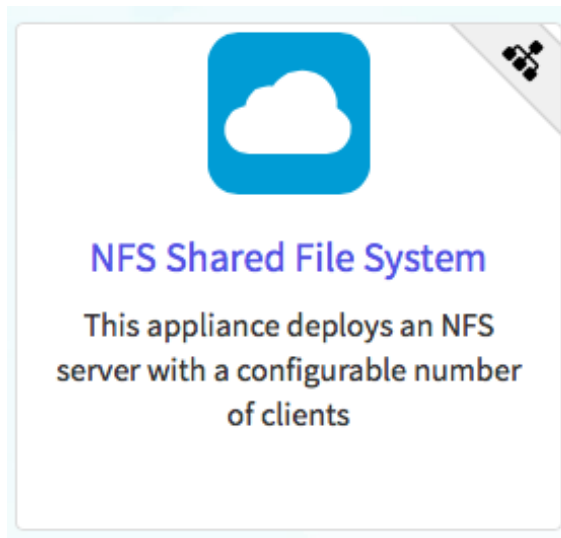 NFS Shared File System
This appliance deploys an NFS
server with a configurable number
of clients